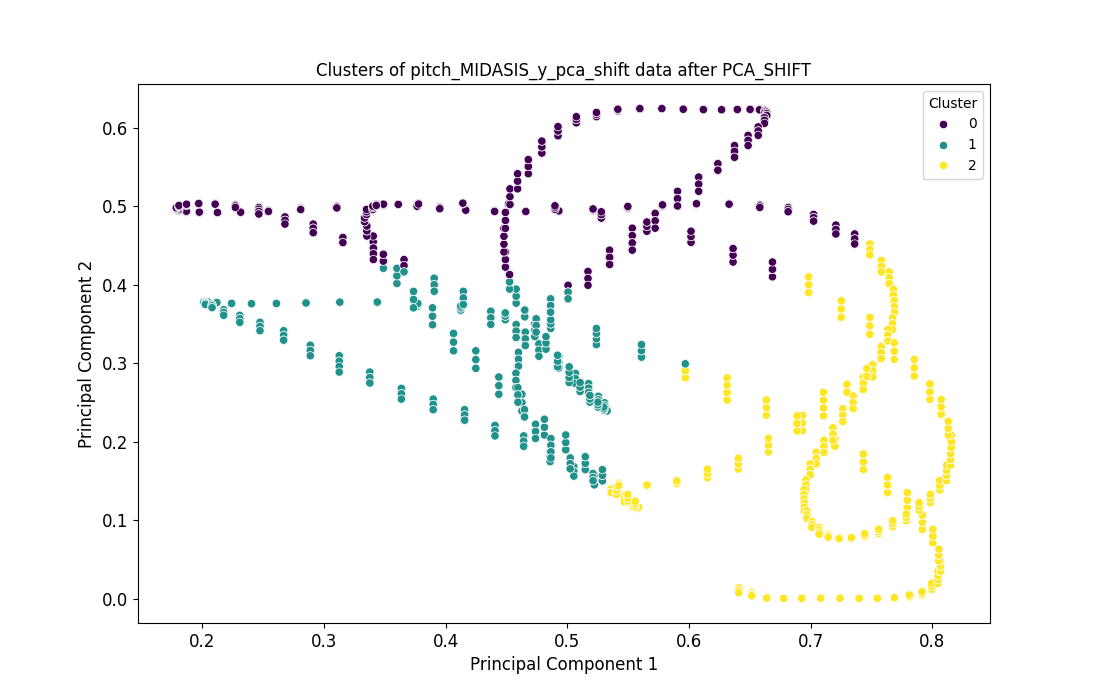 Clusters of pitch_MIDASIS_y_pca_shift data after PCA_SHIFT
Cluster
0
1
2
Principal Component 2
0.6
0.5
0.4
0.3
0.2
0.1
0.0
0.2 0.3 0.4 0.5 0.6 0.7 0.8
Principal Component 1